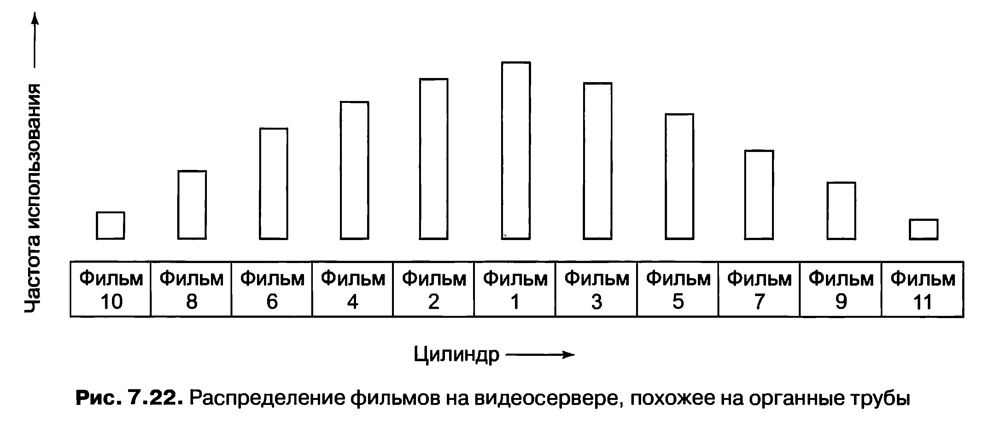 Частота использования
Фильм Фильм Фильм Фильм Фильм Фильм Фильм Фильм Фильм Фильм Фильм
10 8 6 4 2 1 3 5 7 9 11
Цилиндр
Рис. 7.22. Распределение фильмов на видеосервере, похожее на органные трубы